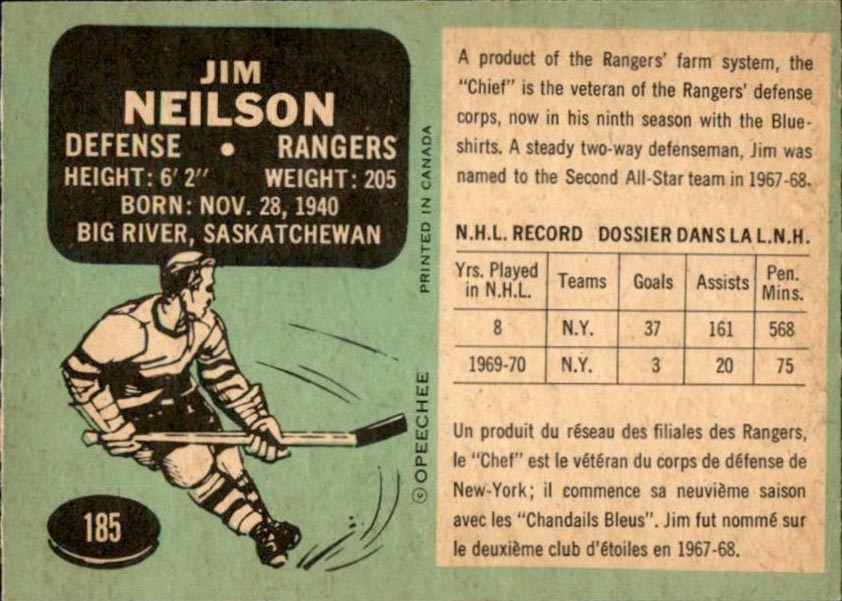 JIM
NEILSON
DEFENSE • RANGERS
HEIGHT: 6' 2" WEIGHT: 205
BORN: NOV. 28, 1940
BIG RIVER, SASKATCHEWAN
185
PRINTED IN CANADA
© OPEECHEE
A product of the Rangers' farm system, the
"Chief" is the veteran of the Rangers' defense
corps, now in his ninth season with the Blue-
shirts. A steady two-way defenseman, Jim was
named to the Second All-Star team in 1967-68.
N.H.L. RECORD DOSSIER DANS LA L.N.H.
Yrs. Played in N.H.L. Teams Goals Assists Pen. Mins.
8 N.Y. 37 161 568
1969-70 N.Y. 3 20 75
Un produit du réseau des filiales des Rangers,
le "Chef" est le vétéran du corps de défense de
New-York; il commence sa neuvième saison
avec les "Chandails Bleus". Jim fut nommé sur
le deuxième club d'étoiles en 1967-68.